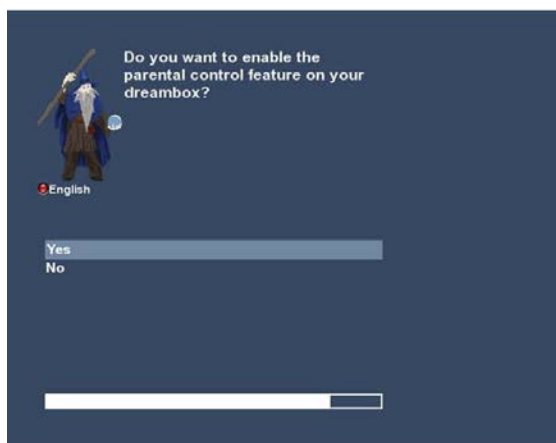 Do you want to enable the
parental control feature on your
dreambox?
English
Yes
No